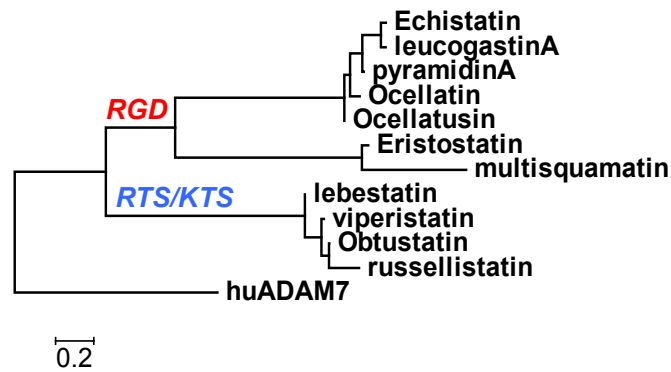 Echistatin
leucogastinA
RGD
pyramidinA
Ocellatin
Ocellatusin
Eristostatin
multisquamatin
RTS/KTS
lebestatin
viperistatin
Obtustatin
russellistatin
huADAM7
0.2